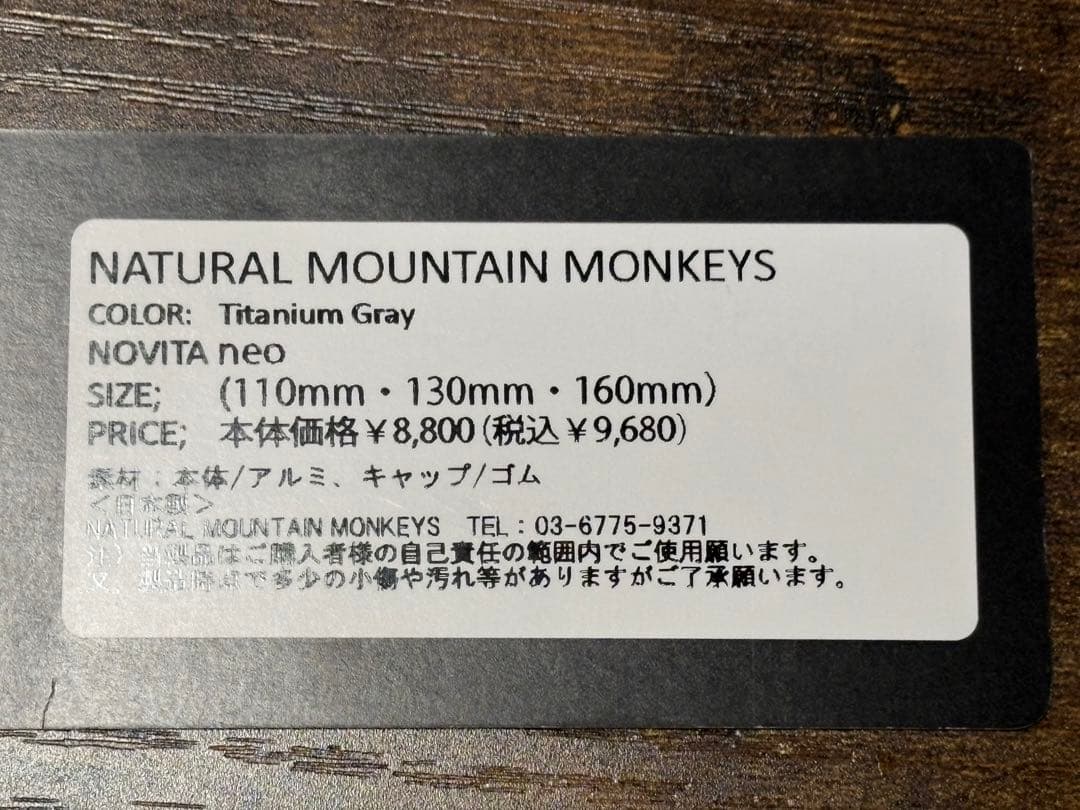 NATURAL MOUNTAIN MONKEYS
COLOR: Titanium Gray
NOVITA neo
SIZE; (110mm・130mm・160mm)
PRICE; 本体価格￥8,800(税込￥9,680)
素材：本体/アルミ、キャップ/ゴム
＜日本製＞
NATURAL MOUNTAIN MONKEYS TEL：03-6775-9371
注）当製品はご購入者様の自己責任の範囲内でご使用願います。
多少の小傷や汚れ等がありますがご了承願います。